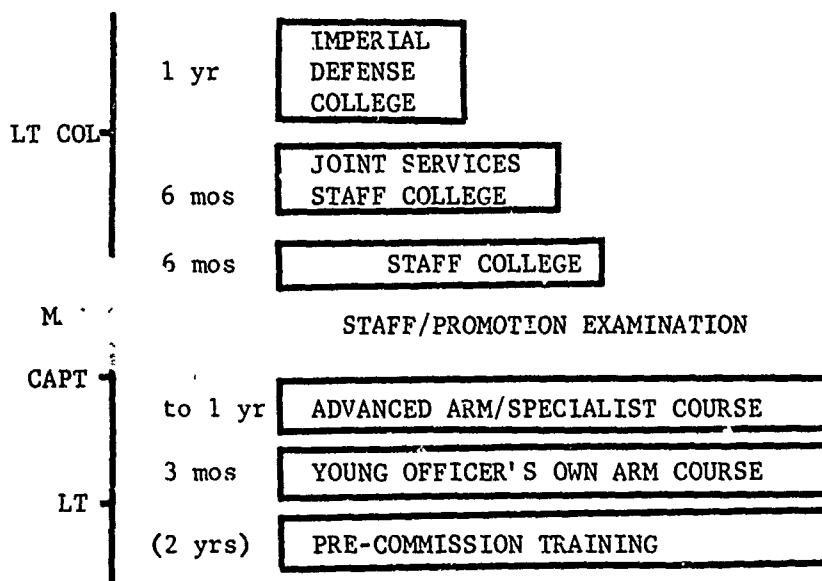 IMPERIAL
1 yr DEFENSE
COLLEGE
LT COL
JOINT SERVICES
6 mos STAFF COLLEGE
6 mos STAFF COLLEGE
STAFF/PROMOTION EXAMINATION
CAPT
to 1 yr ADVANCED ARM/SPECIALIST COURSE
3 mos YOUNG OFFICER'S OWN ARM COURSE
LT
(2 yrs) PRE-COMMISSION TRAINING